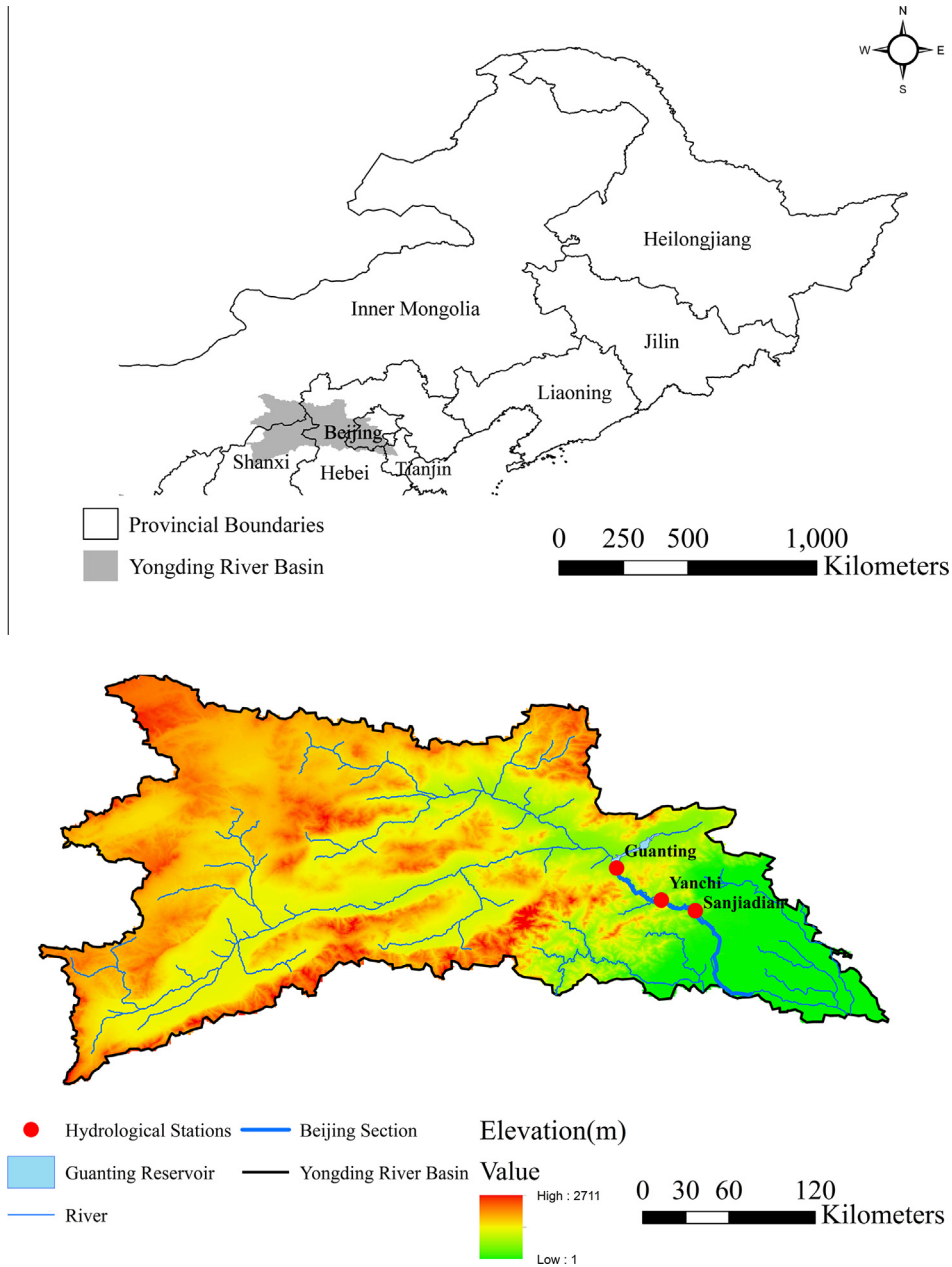 N
W E
S
Heilongjiang
Inner Mongolia
Jilin
Liaoning
Beijing
Shanxi
Hebei
Tianjin
Provincial Boundaries
Yongding River Basin
0 250 500 1,000
Kilometers
Guanting
Yanchi
Sanjiadian
Hydrological Stations
Beijing Section
Guanting Reservoir
Yongding River Basin
River
Elevation(m)
Value
High : 2711
Low : 1
0 30 60 120
Kilometers